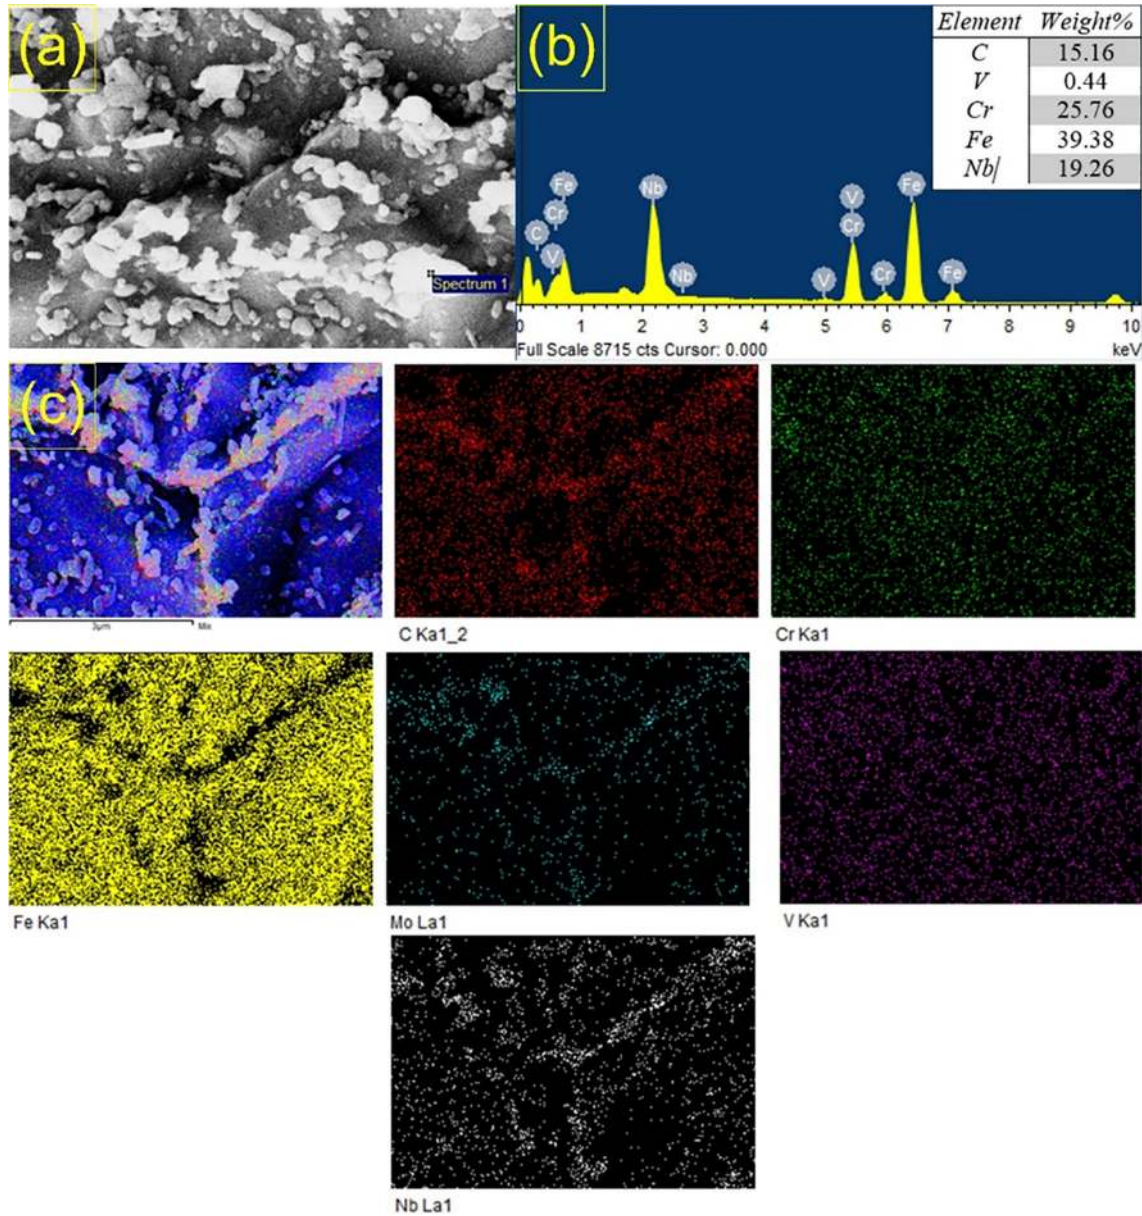 (a)
Spectrum 1
(b)
Element Weight%
C 15.16
V 0.44
Cr 25.76
Fe 39.38
Nb/ 19.26
Fe
Cr
C
V
Nb
Nb
V
V
Cr
Cr
Fe
Fe
0 1 2 3 4 5 6 7 8 9 10
Full Scale 8715 cts Cursor: 0.000 keV
(c)
3µm Mix
C Ka1_2
Cr Ka1
Fe Ka1
Mo La1
V Ka1
Nb La1